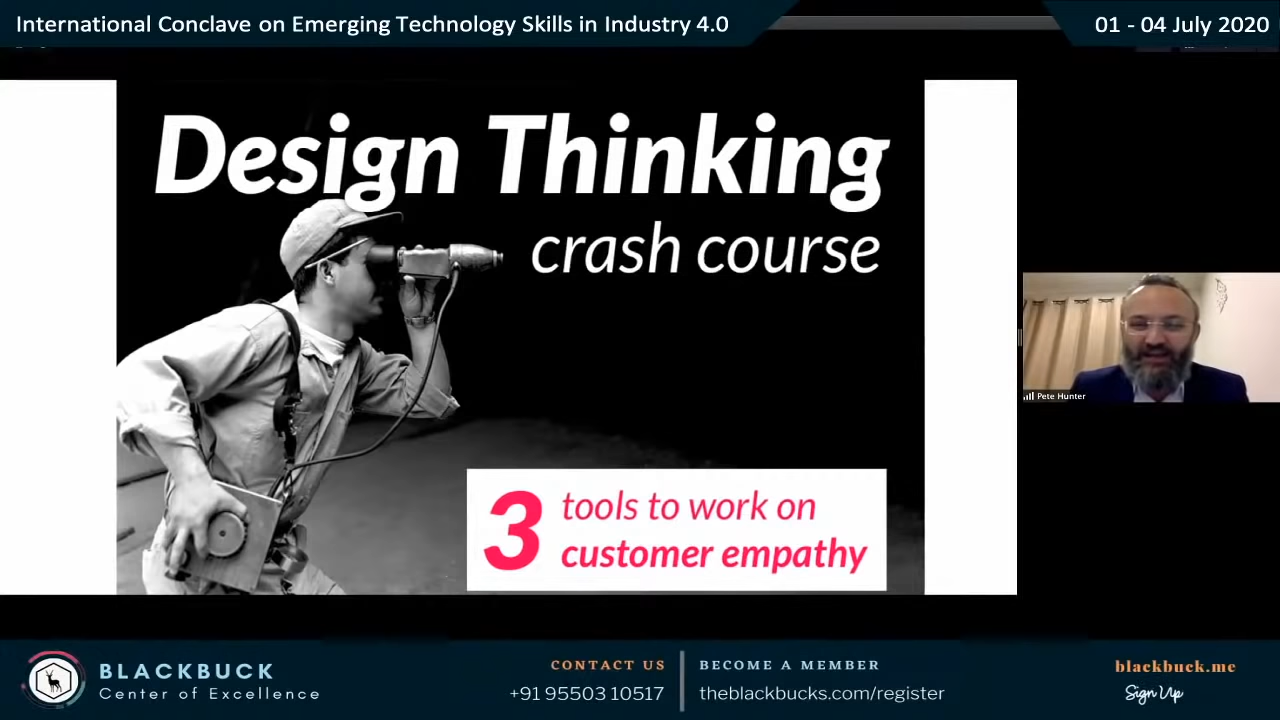 International Conclave on Emerging Technology Skills in Industry 4.0
01 - 04 July 2020
Design Thinking
crash course
3 tools to work on
customer empathy
Pete Hunter
BLACKBUCK
Center of Excellence
CONTACT US
+91 95503 10517
BECOME A MEMBER
theblackbucks.com/register
blackbuck.me
Sign Up